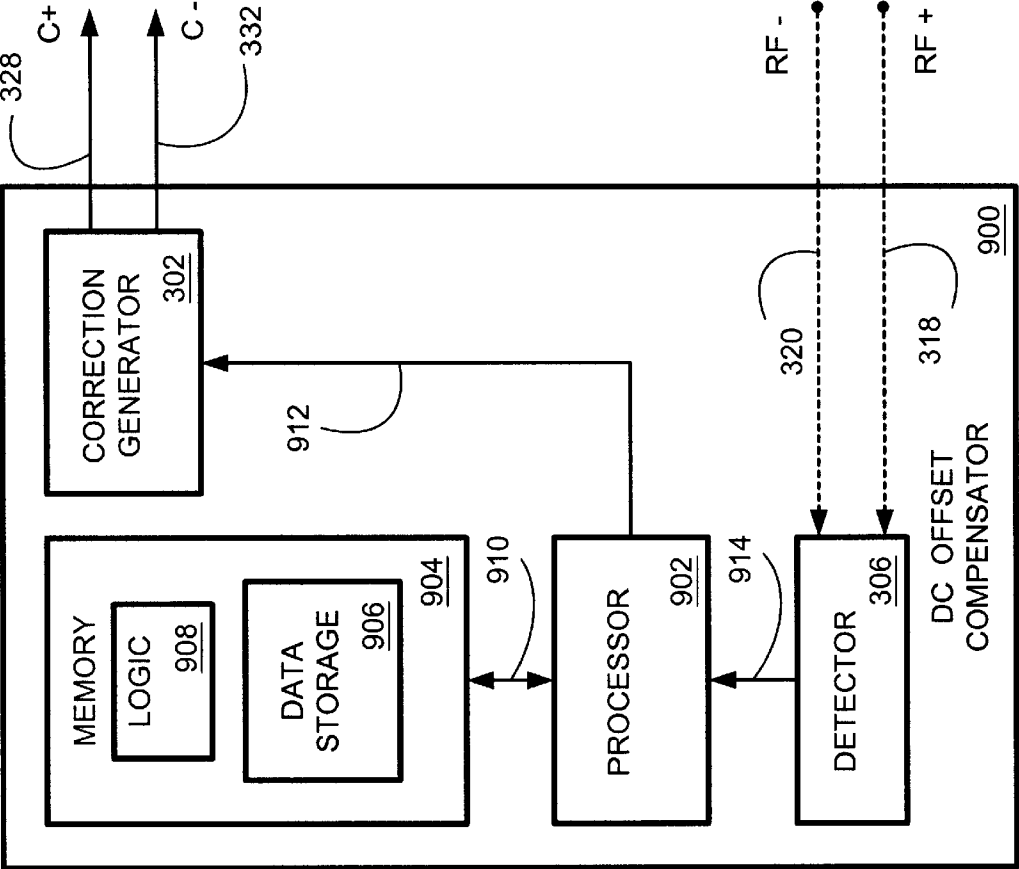 MEMORY
LOGIC
908
DATA
STORAGE
906
904
910
PROCESSOR
902
914
DETECTOR
306
912
CORRECTION
GENERATOR
302
328
C+
C -
332
RF -
RF +
320
318
DC OFFSET
COMPENSATOR
900